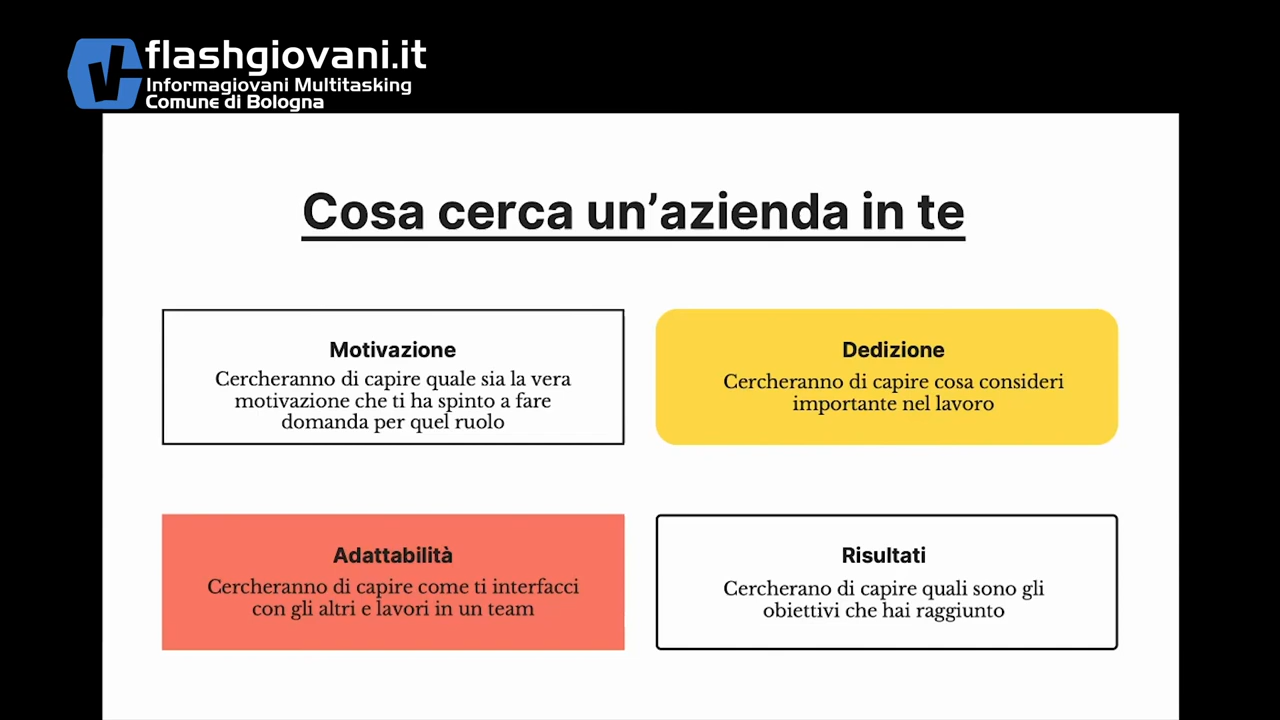 flashgiovani.it
Informagiovani Multitasking
Comune di Bologna
Cosa cerca un’azienda in te
Motivazione
Cercheranno di capire quale sia la vera
motivazione che ti ha spinto a fare
domanda per quel ruolo
Dedizione
Cercheranno di capire cosa consideri
importante nel lavoro
Adattabilità
Cercheranno di capire come ti interfacci
con gli altri e lavori in un team
Risultati
Cercherano di capire quali sono gli
obiettivi che hai raggiunto